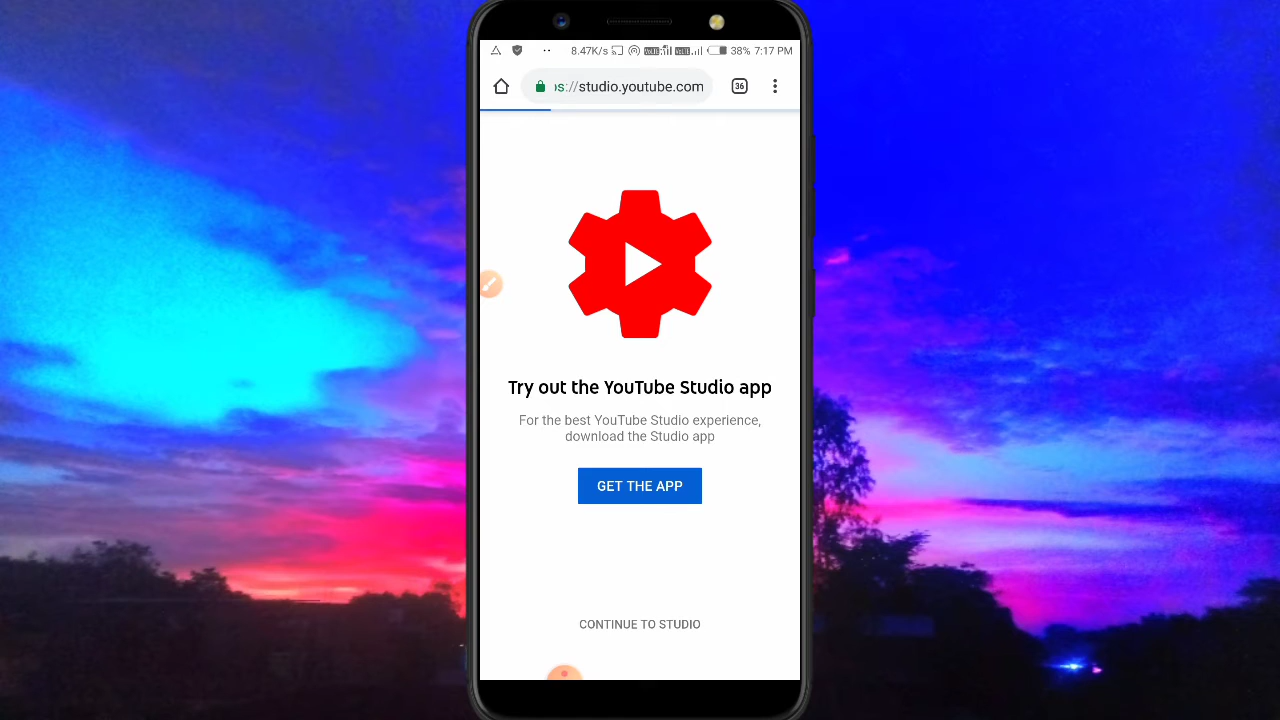 8.47K/s 38% 7:17 PM
os://studio.youtube.com 36
Try out the YouTube Studio app
For the best YouTube Studio experience,
download the Studio app
GET THE APP
CONTINUE TO STUDIO